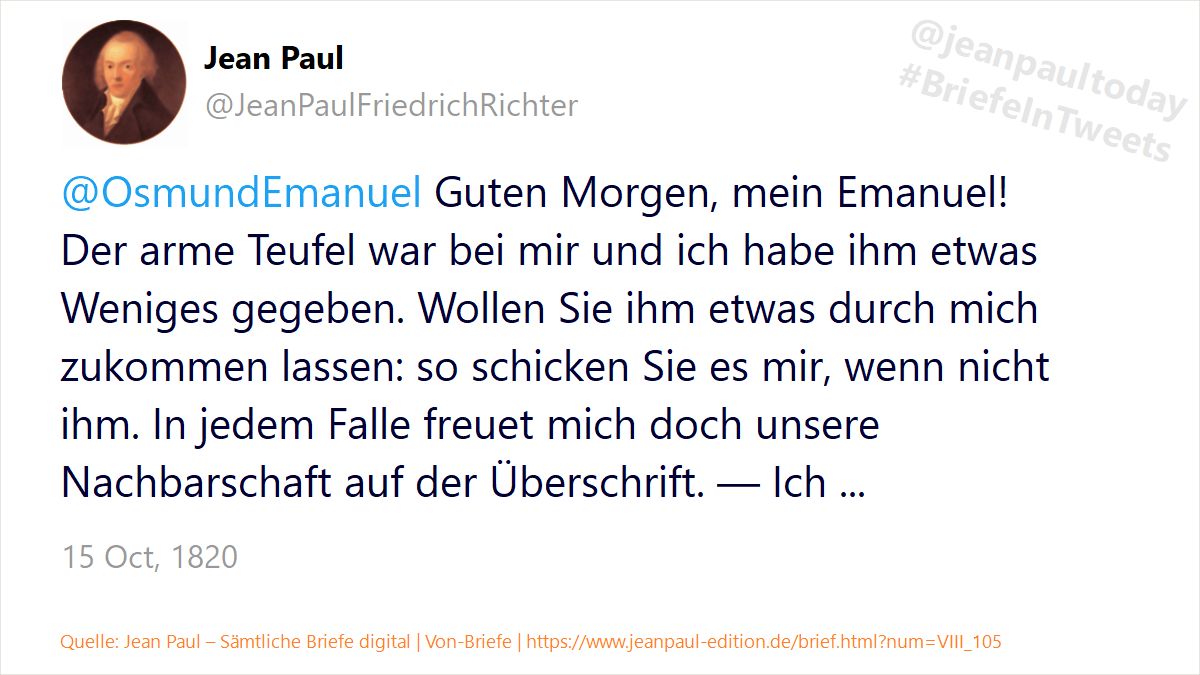 Jean Paul
@JeanPaulFriedrichRichter
@jeanpaultoday
#BriefeInTweets
@OsmundEmanuel Guten Morgen, mein Emanuel!
Der arme Teufel war bei mir und ich habe ihm etwas
Weniges gegeben. Wollen Sie ihm etwas durch mich
zukommen lassen: so schicken Sie es mir, wenn nicht
ihm. In jedem Falle freuet mich doch unsere
Nachbarschaft auf der Überschrift. — Ich ...
15 Oct, 1820
Quelle: Jean Paul – Sämtliche Briefe digital | Von-Briefe | https://www.jeanpaul-edition.de/brief.html?num=VIII_105